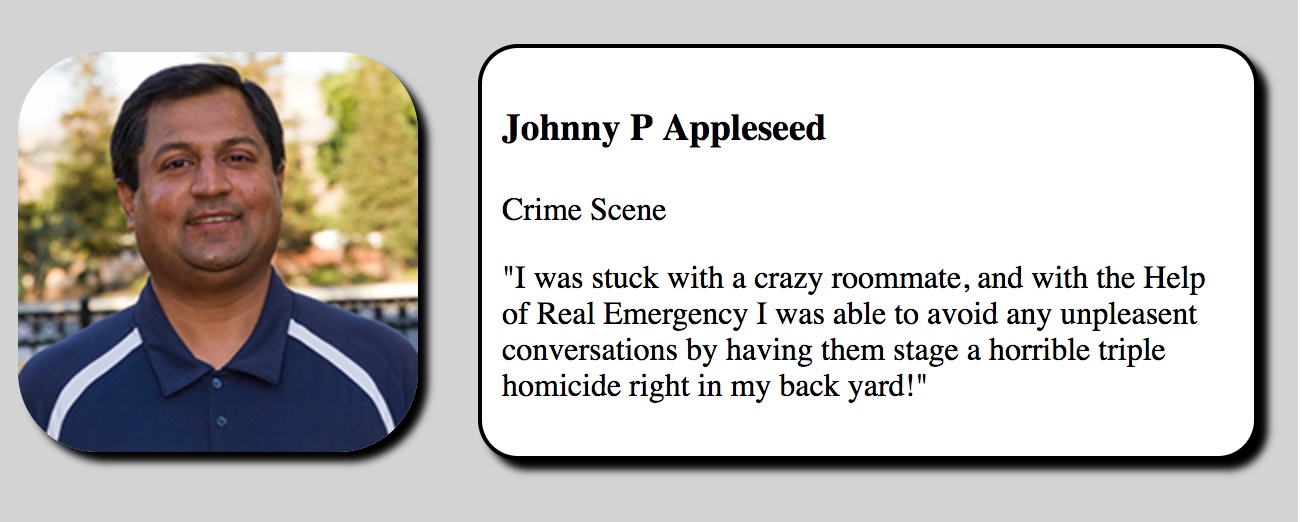 Johnny P Appleseed
Crime Scene
"I was stuck with a crazy roommate, and with the Help
of Real Emergency I was able to avoid any unpleasent
conversations by having them stage a horrible triple
homicide right in my back yard!"